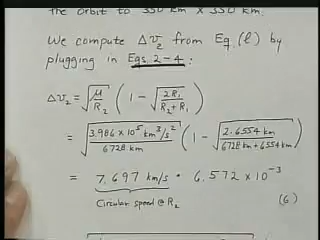 the orbit to 350 km x 350 km.
We compute Δv₂ from Eq. (l) by
plugging in Eqs. 2-4:
Δv₂ = √(μ/R₂) (1 - √(2R₁/(R₂+R₁)))
= √(3.986 x 10⁵ km³/s²/6728 km) (1 - √(2·6554 km/(6728 km + 6554 km)))
= 7.697 km/s · 6.572 x 10⁻³
Circular speed @ R₂ (6)